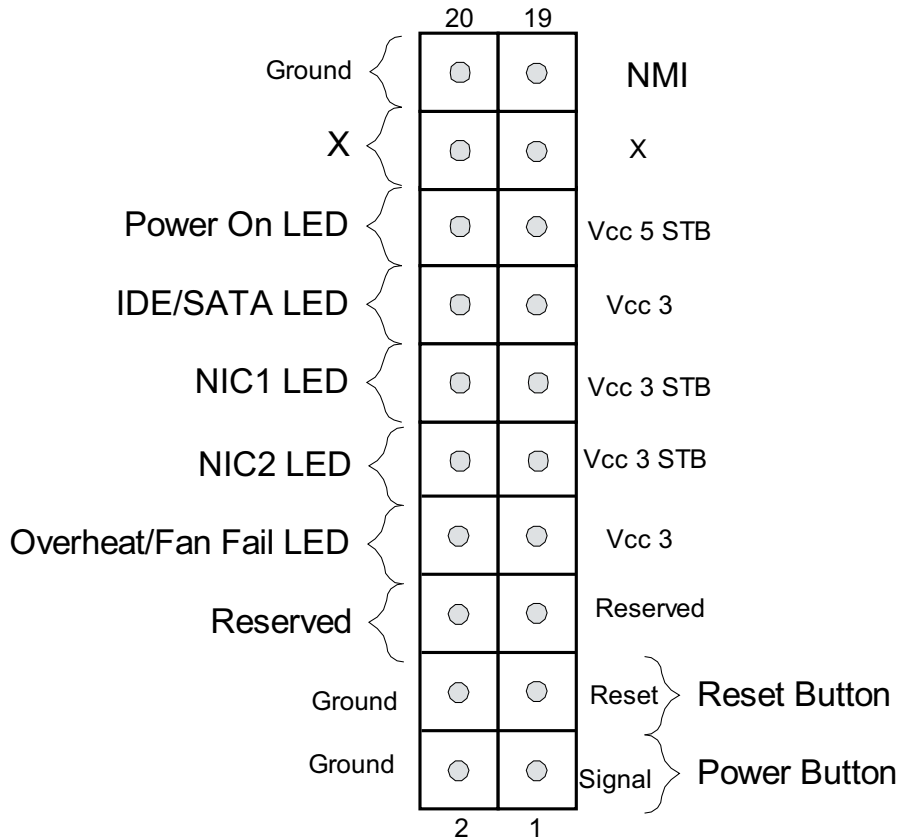 20 19
Ground NMI
X X
Power On LED Vcc 5 STB
IDE/SATA LED Vcc 3
NIC1 LED Vcc 3 STB
NIC2 LED Vcc 3 STB
Overheat/Fan Fail LED Vcc 3
Reserved Reserved
Ground Reset Reset Button
Ground Signal Power Button
2 1